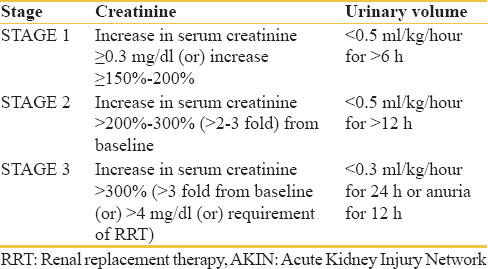 Stage Creatinine Urinary volume
STAGE 1 Increase in serum creatinine <0.5 ml/kg/hour
≥0.3 mg/dl (or) increase for >6 h
≥150%-200%
STAGE 2 Increase in serum creatinine <0.5 ml/kg/hour
>200%-300% (>2-3 fold) from for >12 h
baseline
STAGE 3 Increase in serum creatinine <0.3 ml/kg/hour
>300% (>3 fold from baseline for 24 h or anuria
(or) >4 mg/dl (or) requirement for 12 h
of RRT)
RRT: Renal replacement therapy, AKIN: Acute Kidney Injury Network